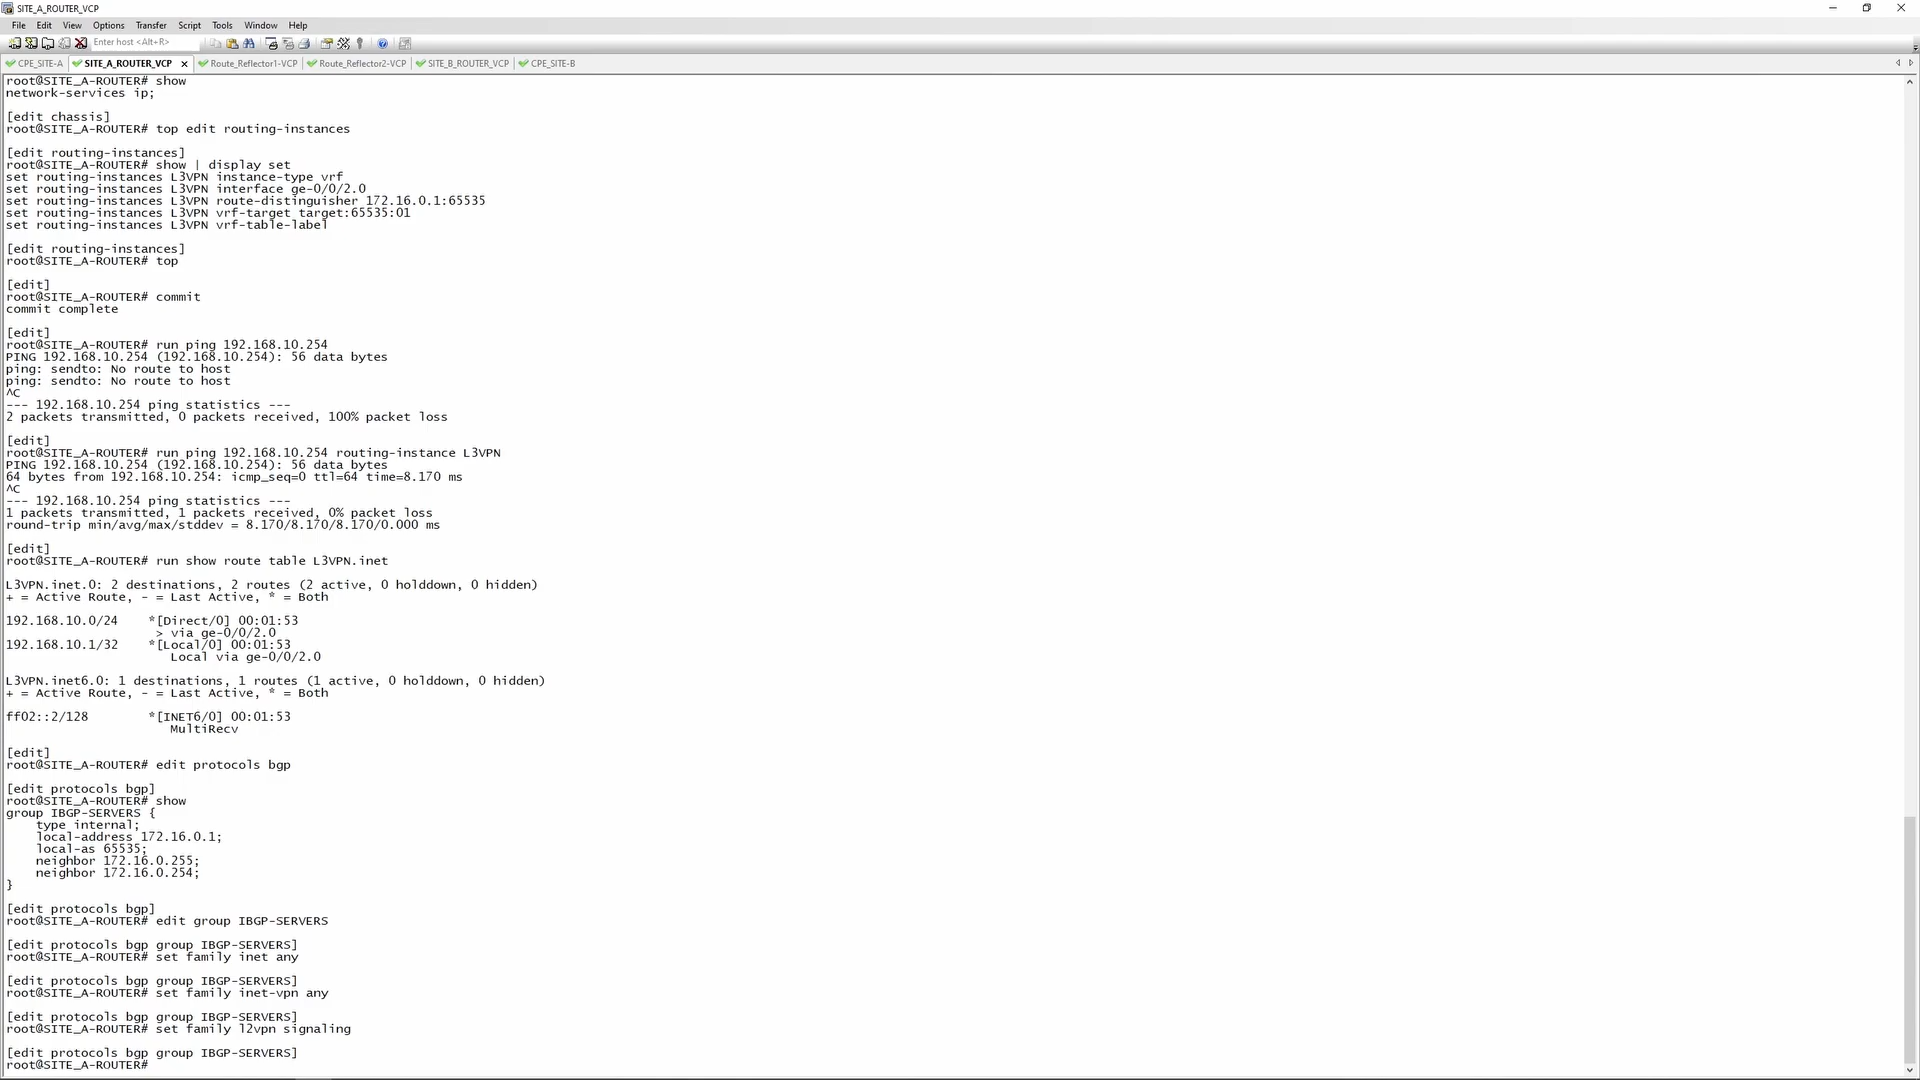 SITE_A_ROUTER_VCP
File Edit View Options Transfer Script Tools Window Help
Enter host <Alt+R>
CPE_SITE-A SITE_A_ROUTER_VCP Route_Reflector1-VCP Route_Reflector2-VCP SITE_B_ROUTER_VCP CPE_SITE-B
root@SITE_A-ROUTER# show
network-services ip;
[edit chassis]
root@SITE_A-ROUTER# top edit routing-instances
[edit routing-instances]
root@SITE_A-ROUTER# show | display set
set routing-instances L3VPN instance-type vrf
set routing-instances L3VPN interface ge-0/0/2.0
set routing-instances L3VPN route-distinguisher 172.16.0.1:65535
set routing-instances L3VPN vrf-target target:65535:01
set routing-instances L3VPN vrf-table-label
[edit routing-instances]
root@SITE_A-ROUTER# top
[edit]
root@SITE_A-ROUTER# commit
commit complete
[edit]
root@SITE_A-ROUTER# run ping 192.168.10.254
PING 192.168.10.254 (192.168.10.254): 56 data bytes
ping: sendto: No route to host
ping: sendto: No route to host
^C
--- 192.168.10.254 ping statistics ---
2 packets transmitted, 0 packets received, 100% packet loss
[edit]
root@SITE_A-ROUTER# run ping 192.168.10.254 routing-instance L3VPN
PING 192.168.10.254 (192.168.10.254): 56 data bytes
64 bytes from 192.168.10.254: icmp_seq=0 ttl=64 time=8.170 ms
^C
--- 192.168.10.254 ping statistics ---
1 packets transmitted, 1 packets received, 0% packet loss
round-trip min/avg/max/stddev = 8.170/8.170/8.170/0.000 ms
[edit]
root@SITE_A-ROUTER# run show route table L3VPN.inet
L3VPN.inet.0: 2 destinations, 2 routes (2 active, 0 holddown, 0 hidden)
+ = Active Route, - = Last Active, * = Both
192.168.10.0/24 *[Direct/0] 00:01:53
> via ge-0/0/2.0
192.168.10.1/32 *[Local/0] 00:01:53
Local via ge-0/0/2.0
L3VPN.inet6.0: 1 destinations, 1 routes (1 active, 0 holddown, 0 hidden)
+ = Active Route, - = Last Active, * = Both
ff02::2/128 *[INET6/0] 00:01:53
MultiRecv
[edit]
root@SITE_A-ROUTER# edit protocols bgp
[edit protocols bgp]
root@SITE_A-ROUTER# show
group IBGP-SERVERS {
type internal;
local-address 172.16.0.1;
local-as 65535;
neighbor 172.16.0.255;
neighbor 172.16.0.254;
}
[edit protocols bgp]
root@SITE_A-ROUTER# edit group IBGP-SERVERS
[edit protocols bgp group IBGP-SERVERS]
root@SITE_A-ROUTER# set family inet any
[edit protocols bgp group IBGP-SERVERS]
root@SITE_A-ROUTER# set family inet-vpn any
[edit protocols bgp group IBGP-SERVERS]
root@SITE_A-ROUTER# set family l2vpn signaling
[edit protocols bgp group IBGP-SERVERS]
root@SITE_A-ROUTER#